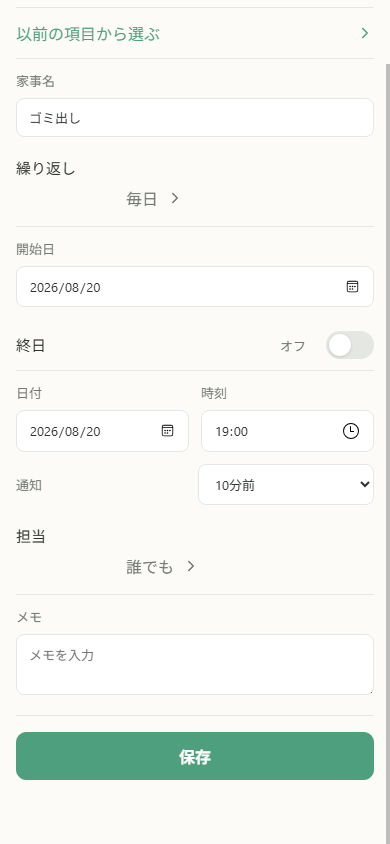 以前の項目から選ぶ
家事名
ゴミ出し
繰り返し
毎日
開始日
2026/08/20
終日 オフ
日付 時刻
2026/08/20 19:00
通知 10分前
担当
誰でも
メモ
メモを入力
保存